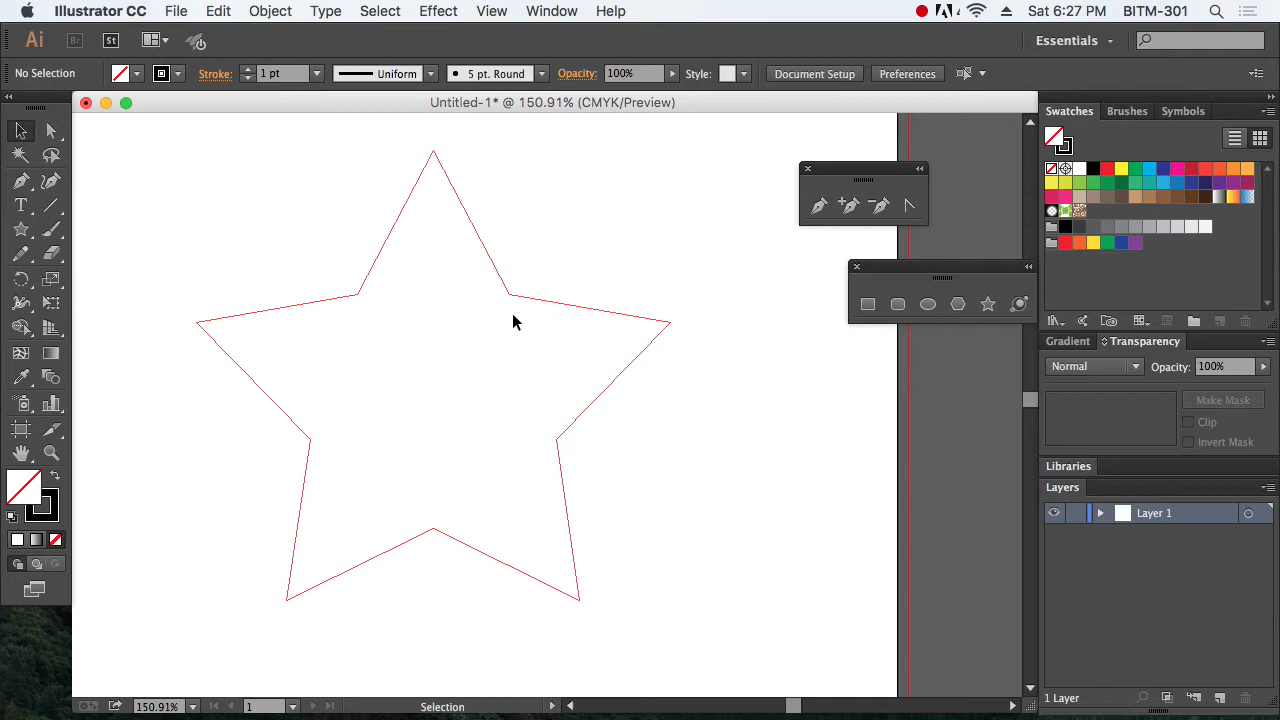 Illustrator CC File Edit Object Type Select Effect View Window Help 4 Sat 6:27 PM BITM-301
Ai Br St Essentials
No Selection Stroke: 1 pt Uniform 5 pt. Round Opacity: 100% Style: Document Setup Preferences
Untitled-1* @ 150.91% (CMYK/Preview)
Swatches Brushes Symbols
Gradient Transparency
Normal Opacity: 100%
Make Mask
Clip
Invert Mask
Libraries
Layers
Layer 1
1 Layer
150.91% 1 Selection